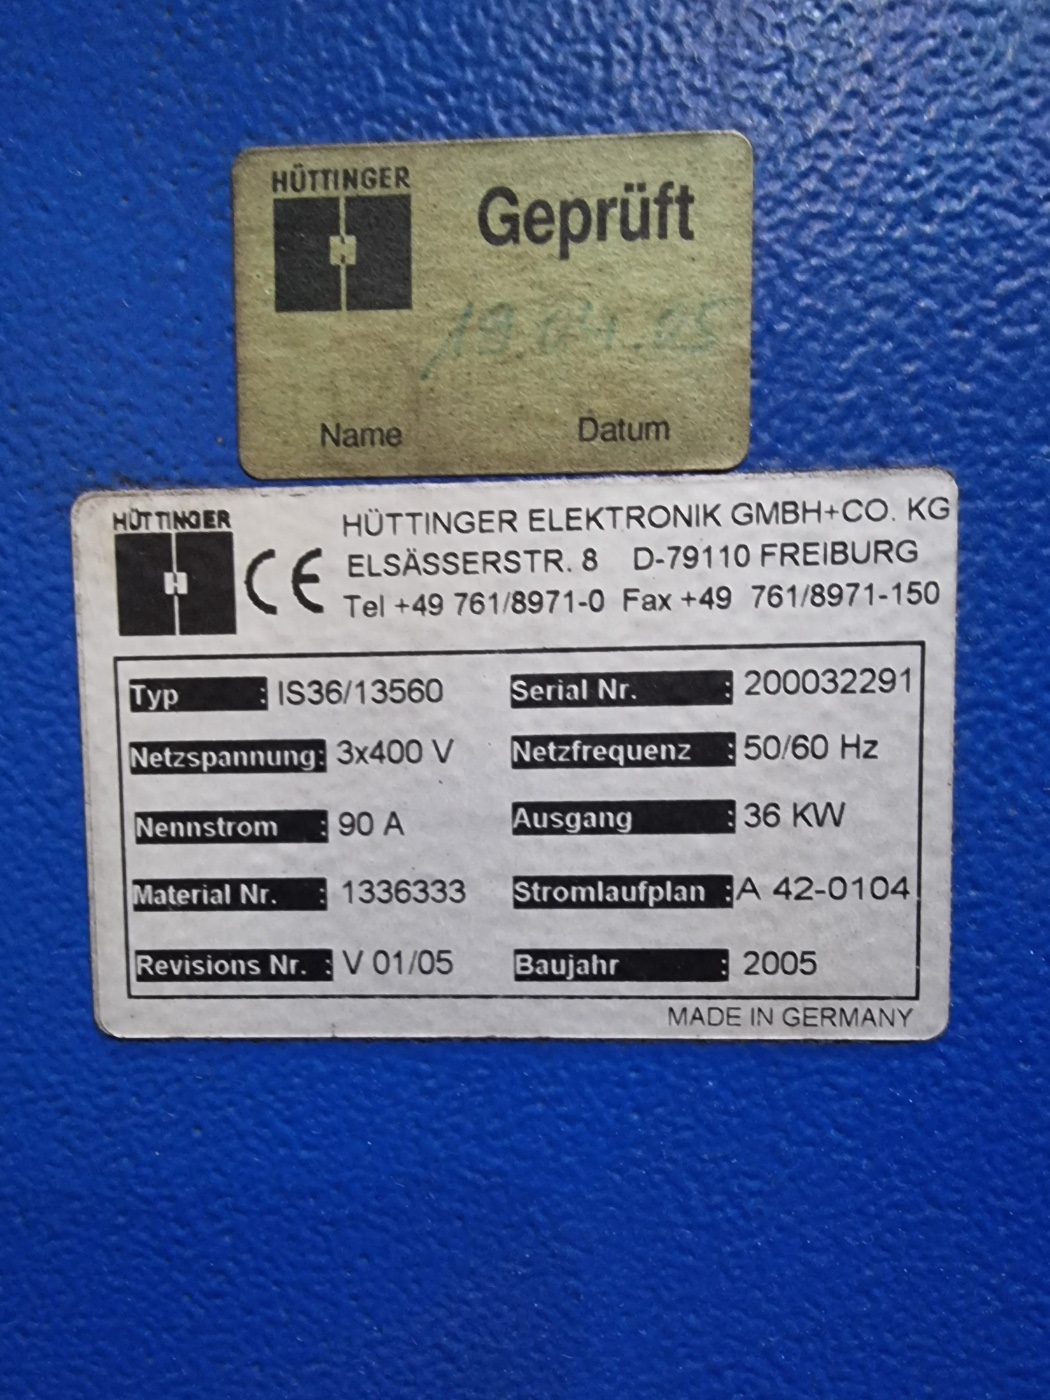 HÜTTINGER
H
Geprüft
19.04.05
Name Datum
HÜTTINGER
H
CE
HÜTTINGER ELEKTRONIK GMBH+CO. KG
ELSÄSSERSTR. 8 D-79110 FREIBURG
Tel +49 761/8971-0 Fax +49 761/8971-150
Typ : IS36/13560 Serial Nr. : 200032291
Netzspannung: 3x400 V Netzfrequenz : 50/60 Hz
Nennstrom : 90 A Ausgang : 36 KW
Material Nr. : 1336333 Stromlaufplan : A 42-0104
Revisions Nr. : V 01/05 Baujahr : 2005
MADE IN GERMANY